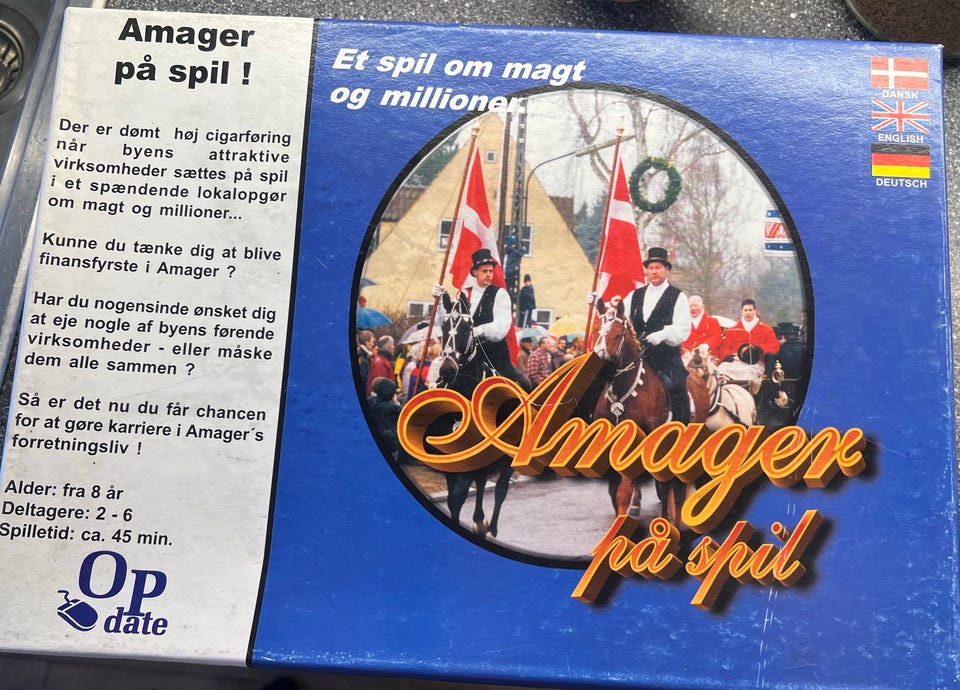 Amager
på spil !
Der er dømt høj cigarføring
når byens attraktive
virksomheder sættes på spil
i et spændende lokalopgør
om magt og millioner...
Kunne du tænke dig at blive
finansfyrste i Amager ?
Har du nogensinde ønsket dig
at eje nogle af byens førende
virksomheder - eller måske
dem alle sammen ?
Så er det nu du får chancen
for at gøre karriere i Amager´s
forretningsliv !
Alder: fra 8 år
Deltagere: 2 - 6
Spilletid: ca. 45 min.
OP
date
Et spil om magt
og millioner.
DANSK
ENGLISH
DEUTSCH
Amager
på spil